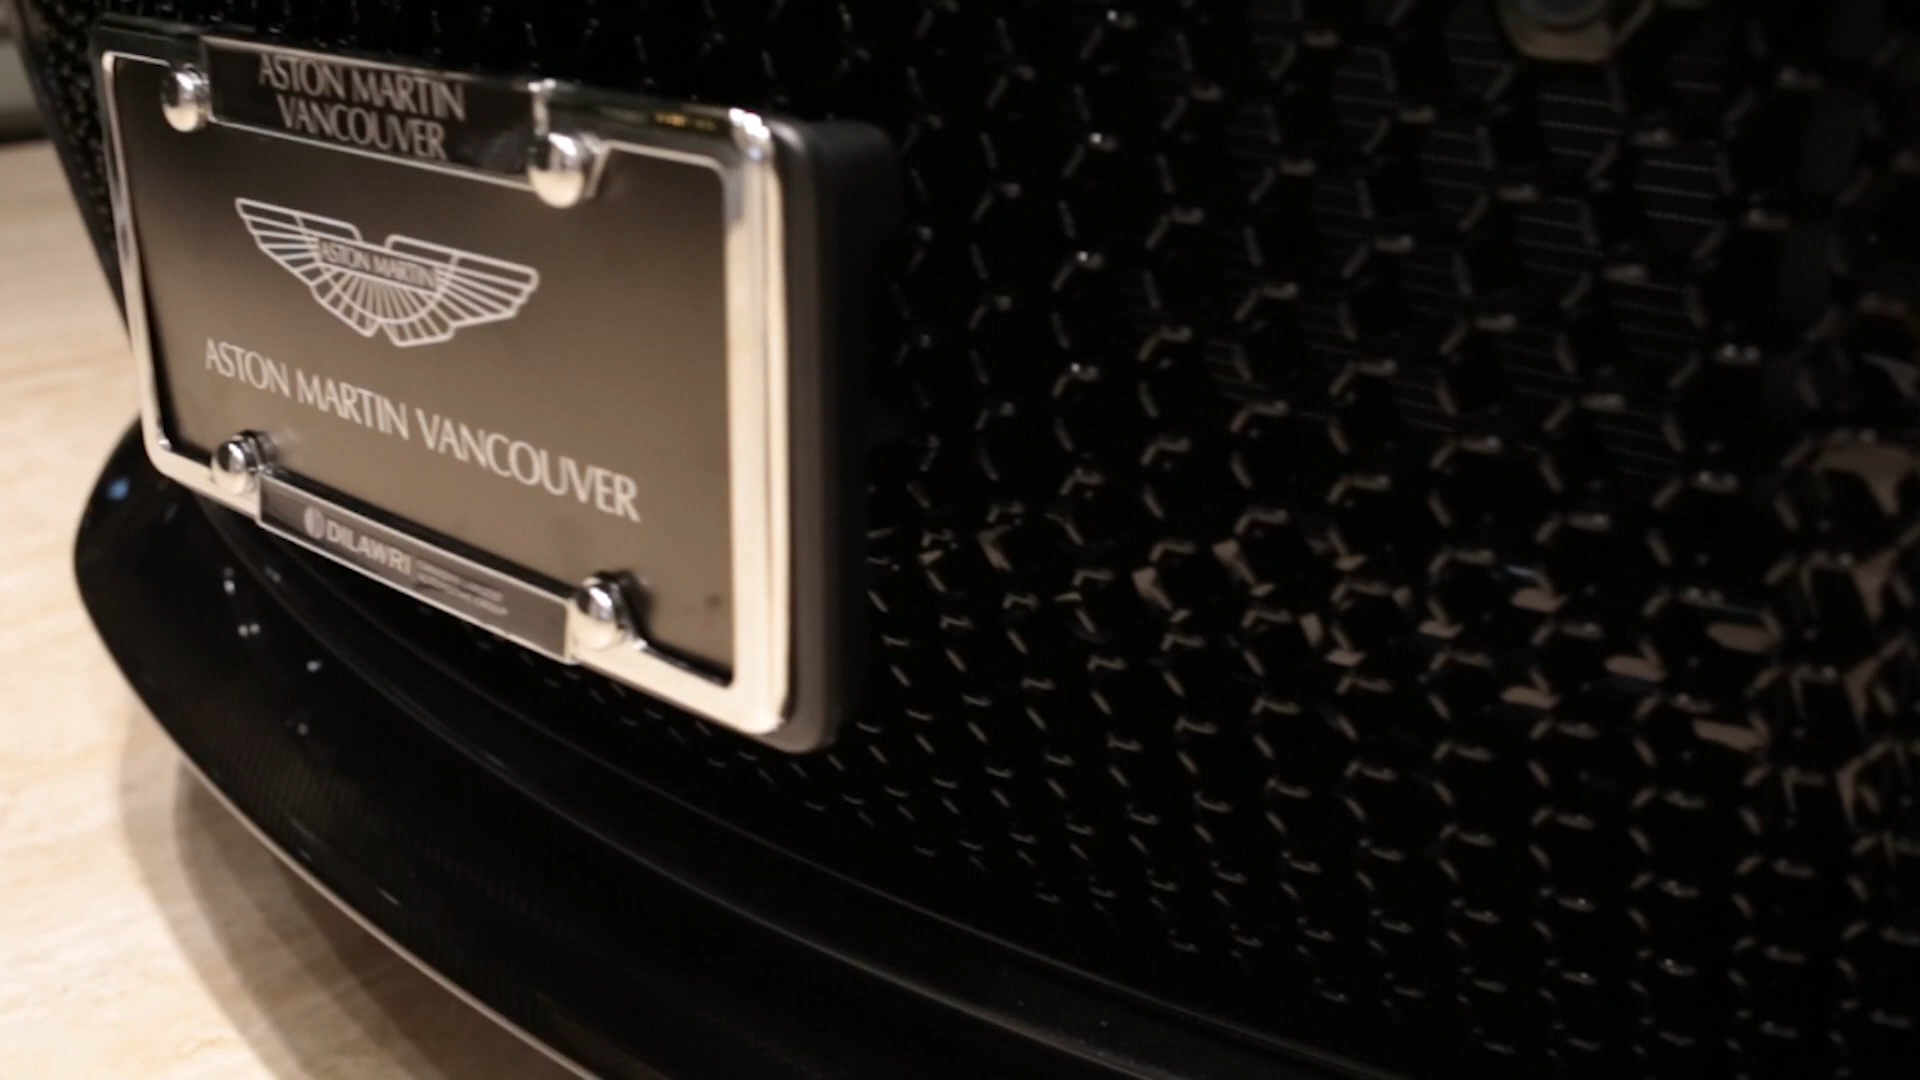 ASTON MARTIN
VANCOUVER
ASTON MARTIN
ASTON MARTIN VANCOUVER
DILAWRI